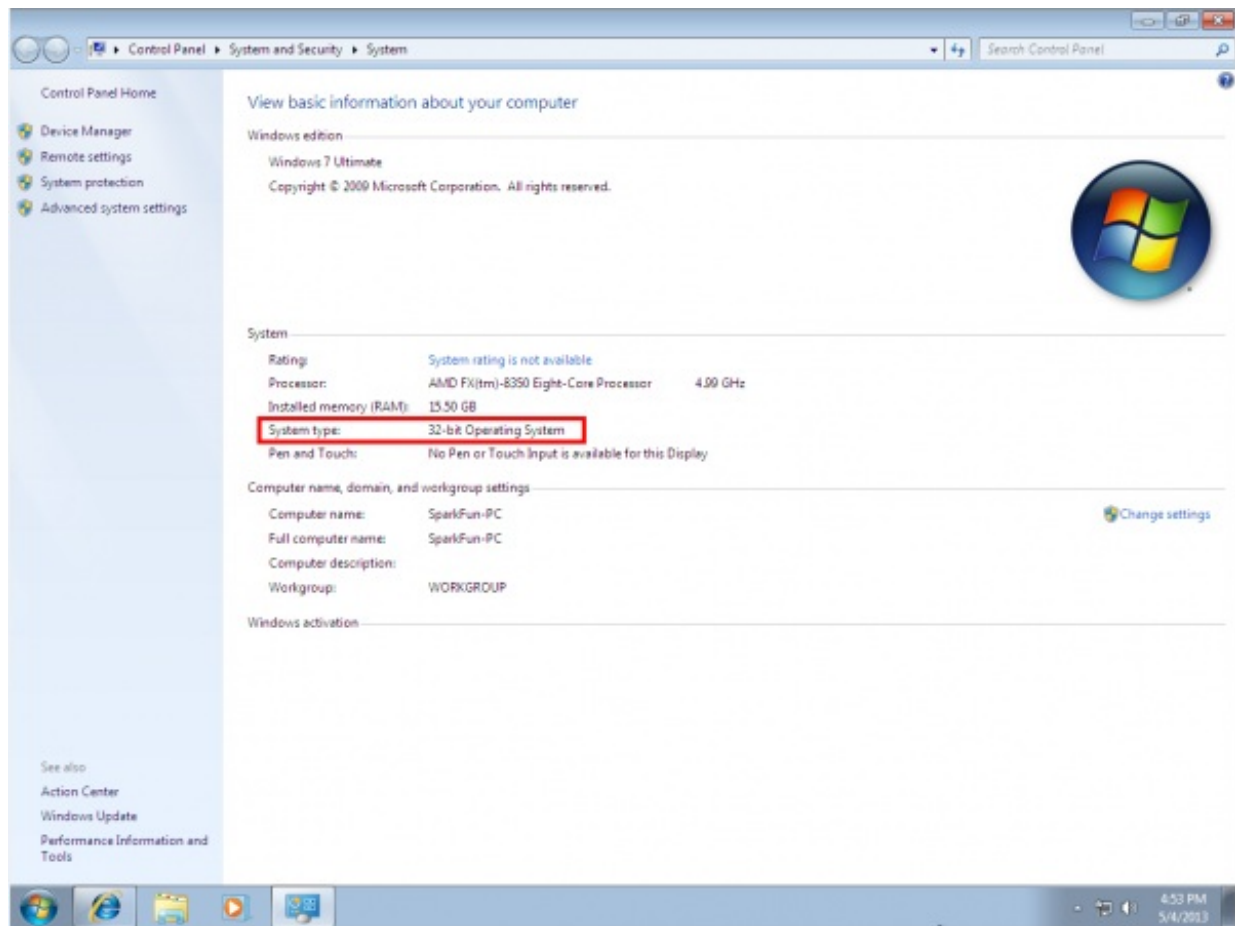 Control Panel ▸ System and Security ▸ System
Search Control Panel
Control Panel Home
Device Manager
Remote settings
System protection
Advanced system settings
View basic information about your computer
Windows edition
Windows 7 Ultimate
Copyright © 2009 Microsoft Corporation. All rights reserved.
System
Rating: System rating is not available
Processor: AMD FX(tm)-8350 Eight-Core Processor 4.99 GHz
Installed memory (RAM): 15.50 GB
System type: 32-bit Operating System
Pen and Touch: No Pen or Touch Input is available for this Display
Computer name, domain, and workgroup settings
Computer name: SparkFun-PC
Change settings
Full computer name: SparkFun-PC
Computer description:
Workgroup: WORKGROUP
Windows activation
See also
Action Center
Windows Update
Performance Information and
Tools
4:53 PM
5/4/2013